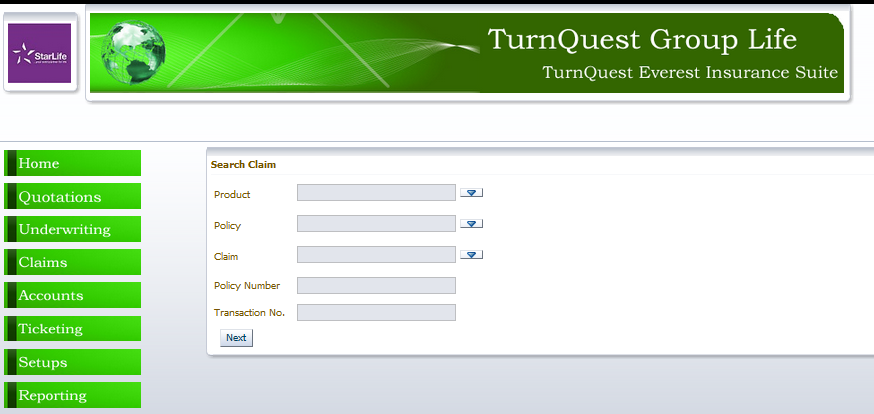 StarLife
TurnQuest Group Life
TurnQuest Everest Insurance Suite
Home
Quotations
Underwriting
Claims
Accounts
Ticketing
Setups
Reporting
Search Claim
Product
Policy
Claim
Policy Number
Transaction No.
Next